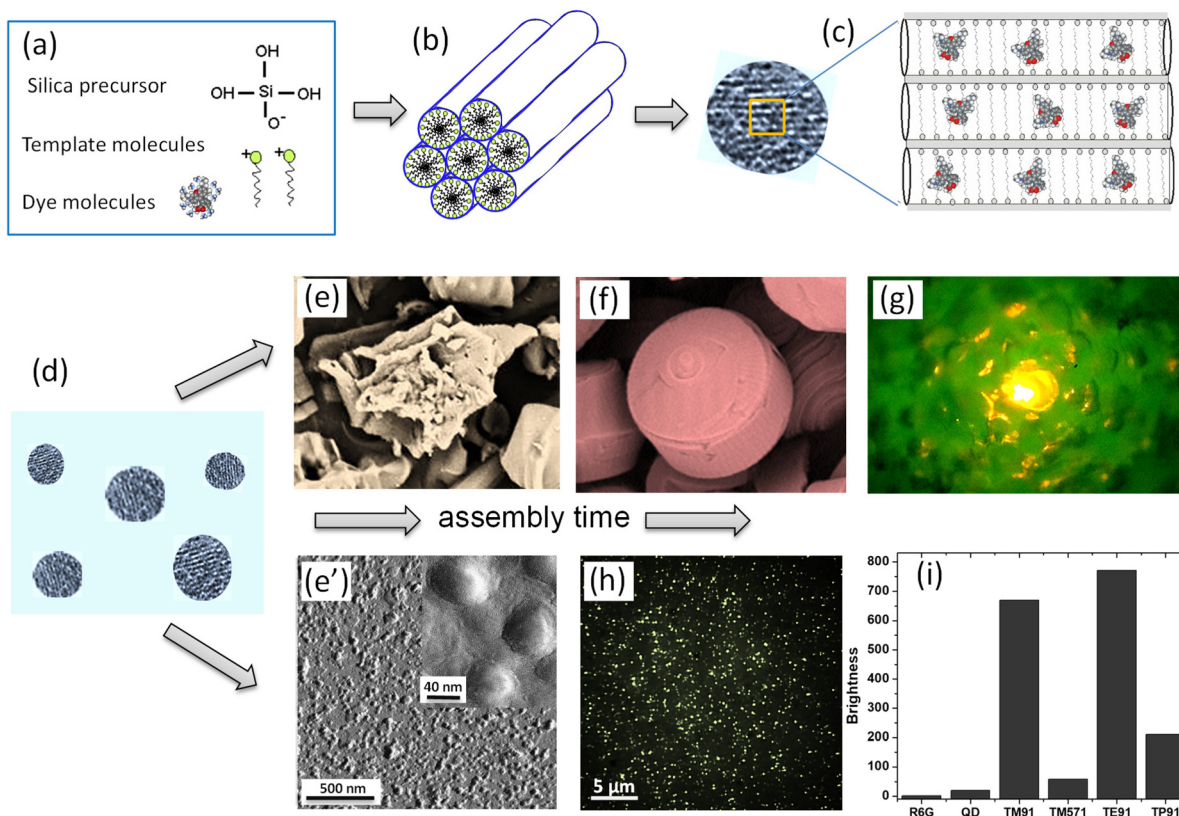 (a)
Silica precursor
OH
OH
Si
OH
O-
Template molecules
+
+
Dye molecules
(b)
(c)
(d)
(e)
(f)
(g)
assembly time
(e')
40 nm
500 nm
(h)
5 µm
(i)
Brightness
800
700
600
500
400
300
200
100
0
R6G QD TM91 TM571 TE91 TP91